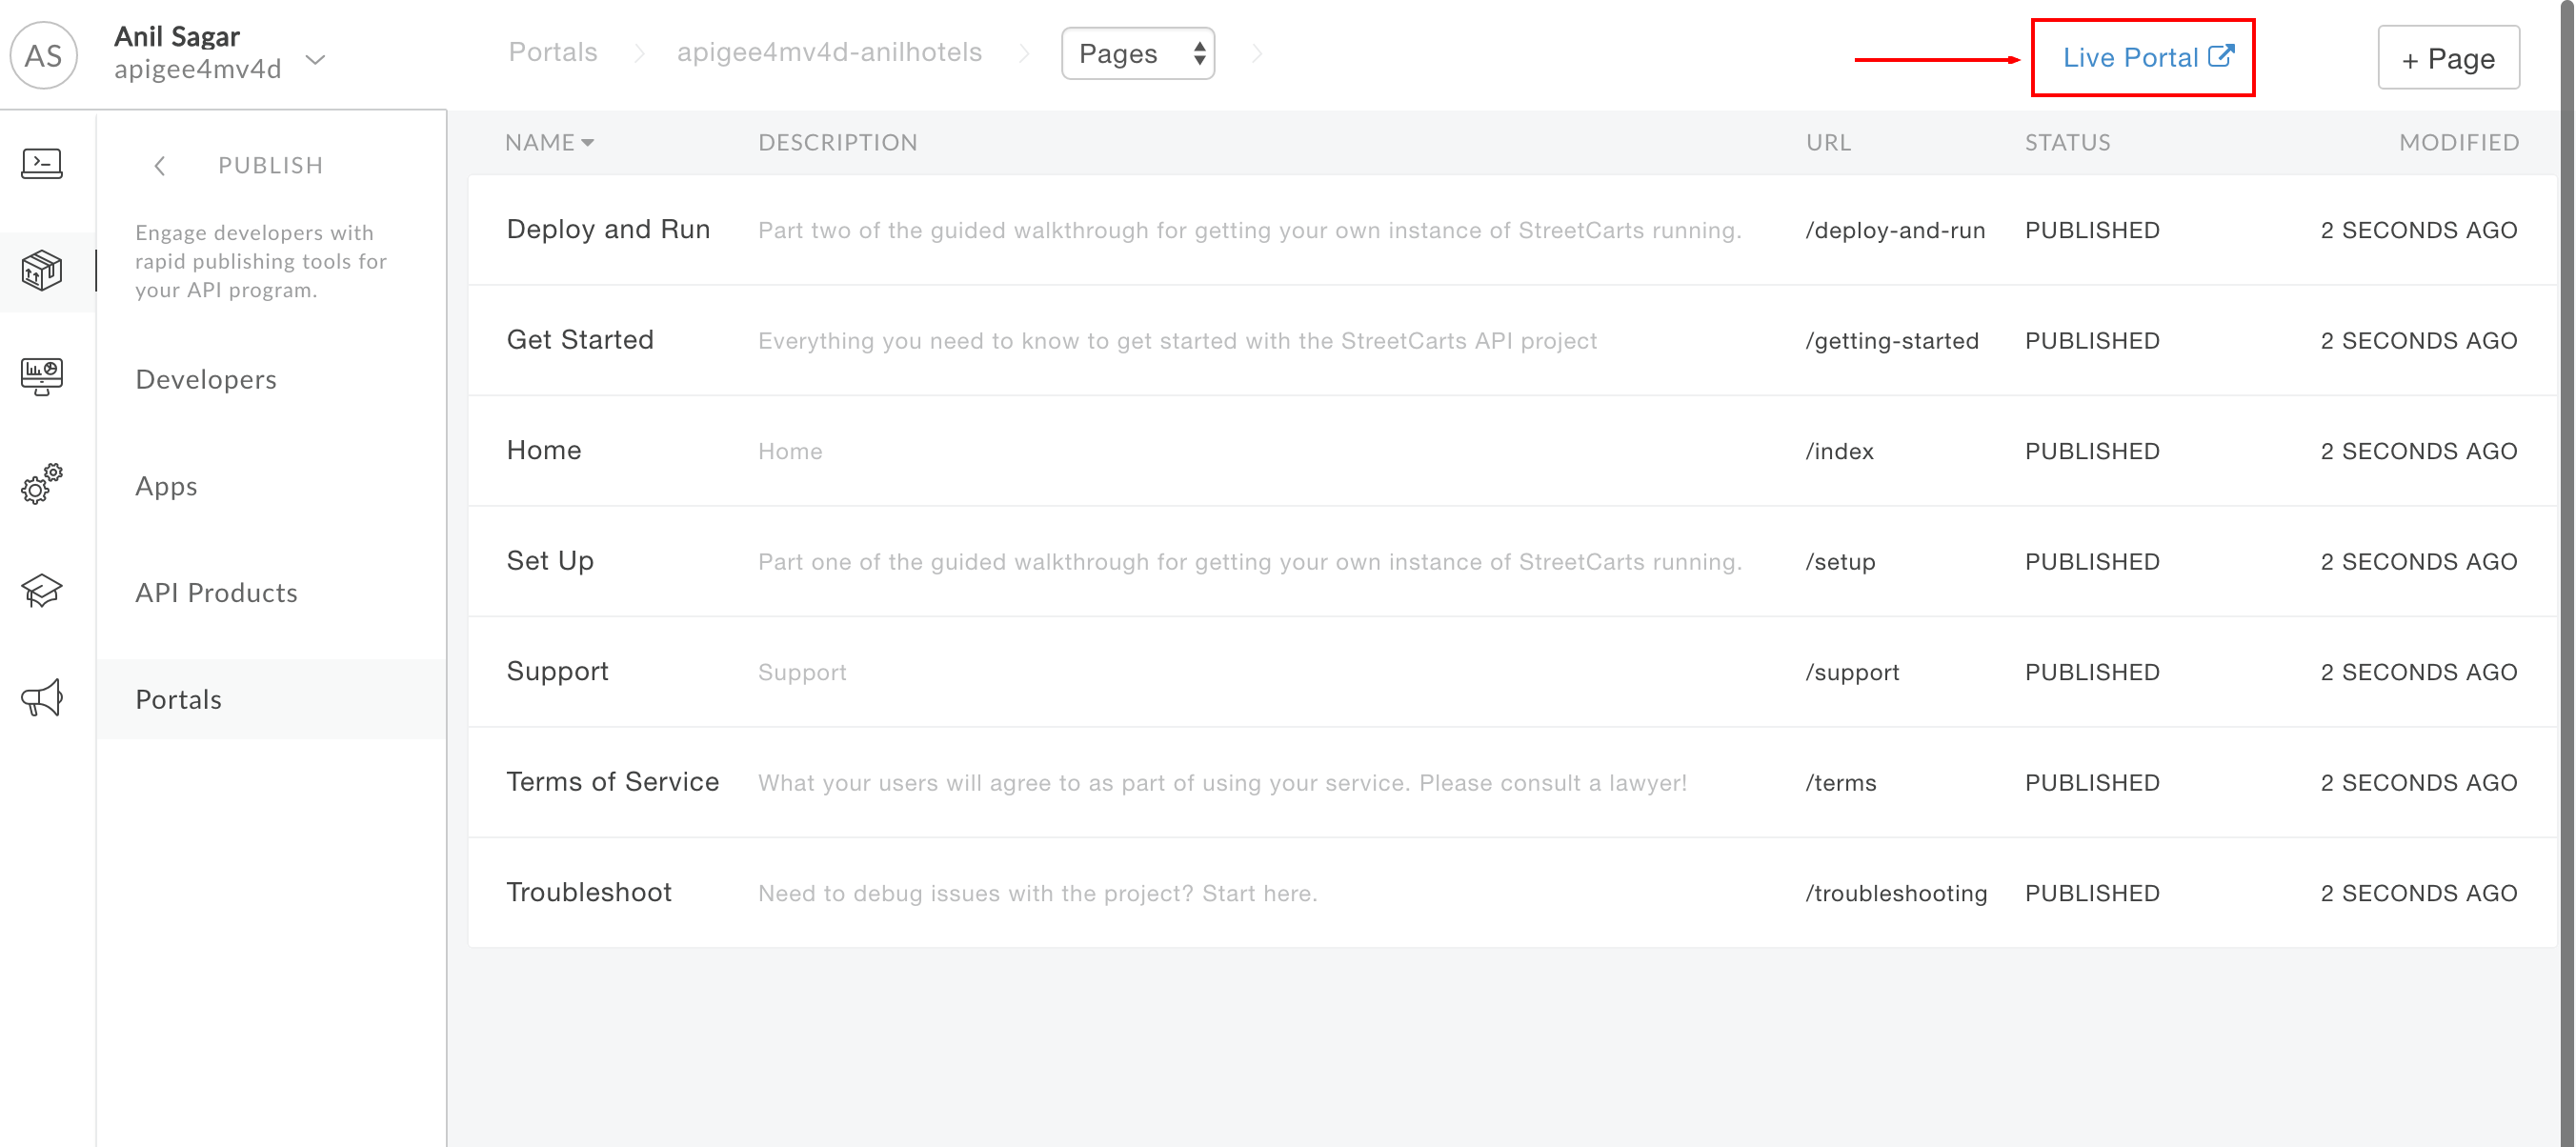 AS
Anil Sagar
apigee4mv4d
Portals
apigee4mv4d-anilhotels
Pages
Live Portal
+ Page
PUBLISH
Engage developers with
rapid publishing tools for
your API program.
Developers
Apps
API Products
Portals
NAME DESCRIPTION URL STATUS MODIFIED
Deploy and Run Part two of the guided walkthrough for getting your own instance of StreetCarts running. /deploy-and-run PUBLISHED 2 SECONDS AGO
Get Started Everything you need to know to get started with the StreetCarts API project /getting-started PUBLISHED 2 SECONDS AGO
Home Home /index PUBLISHED 2 SECONDS AGO
Set Up Part one of the guided walkthrough for getting your own instance of StreetCarts running. /setup PUBLISHED 2 SECONDS AGO
Support Support /support PUBLISHED 2 SECONDS AGO
Terms of Service What your users will agree to as part of using your service. Please consult a lawyer! /terms PUBLISHED 2 SECONDS AGO
Troubleshoot Need to debug issues with the project? Start here. /troubleshooting PUBLISHED 2 SECONDS AGO